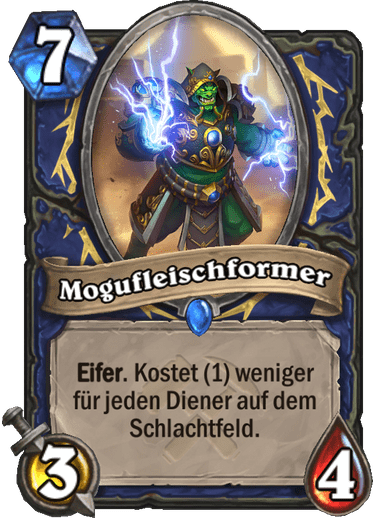 7
Mogufleischformer
Eifer. Kostet (1) weniger
für jeden Diener auf dem
Schlachtfeld.
3
4